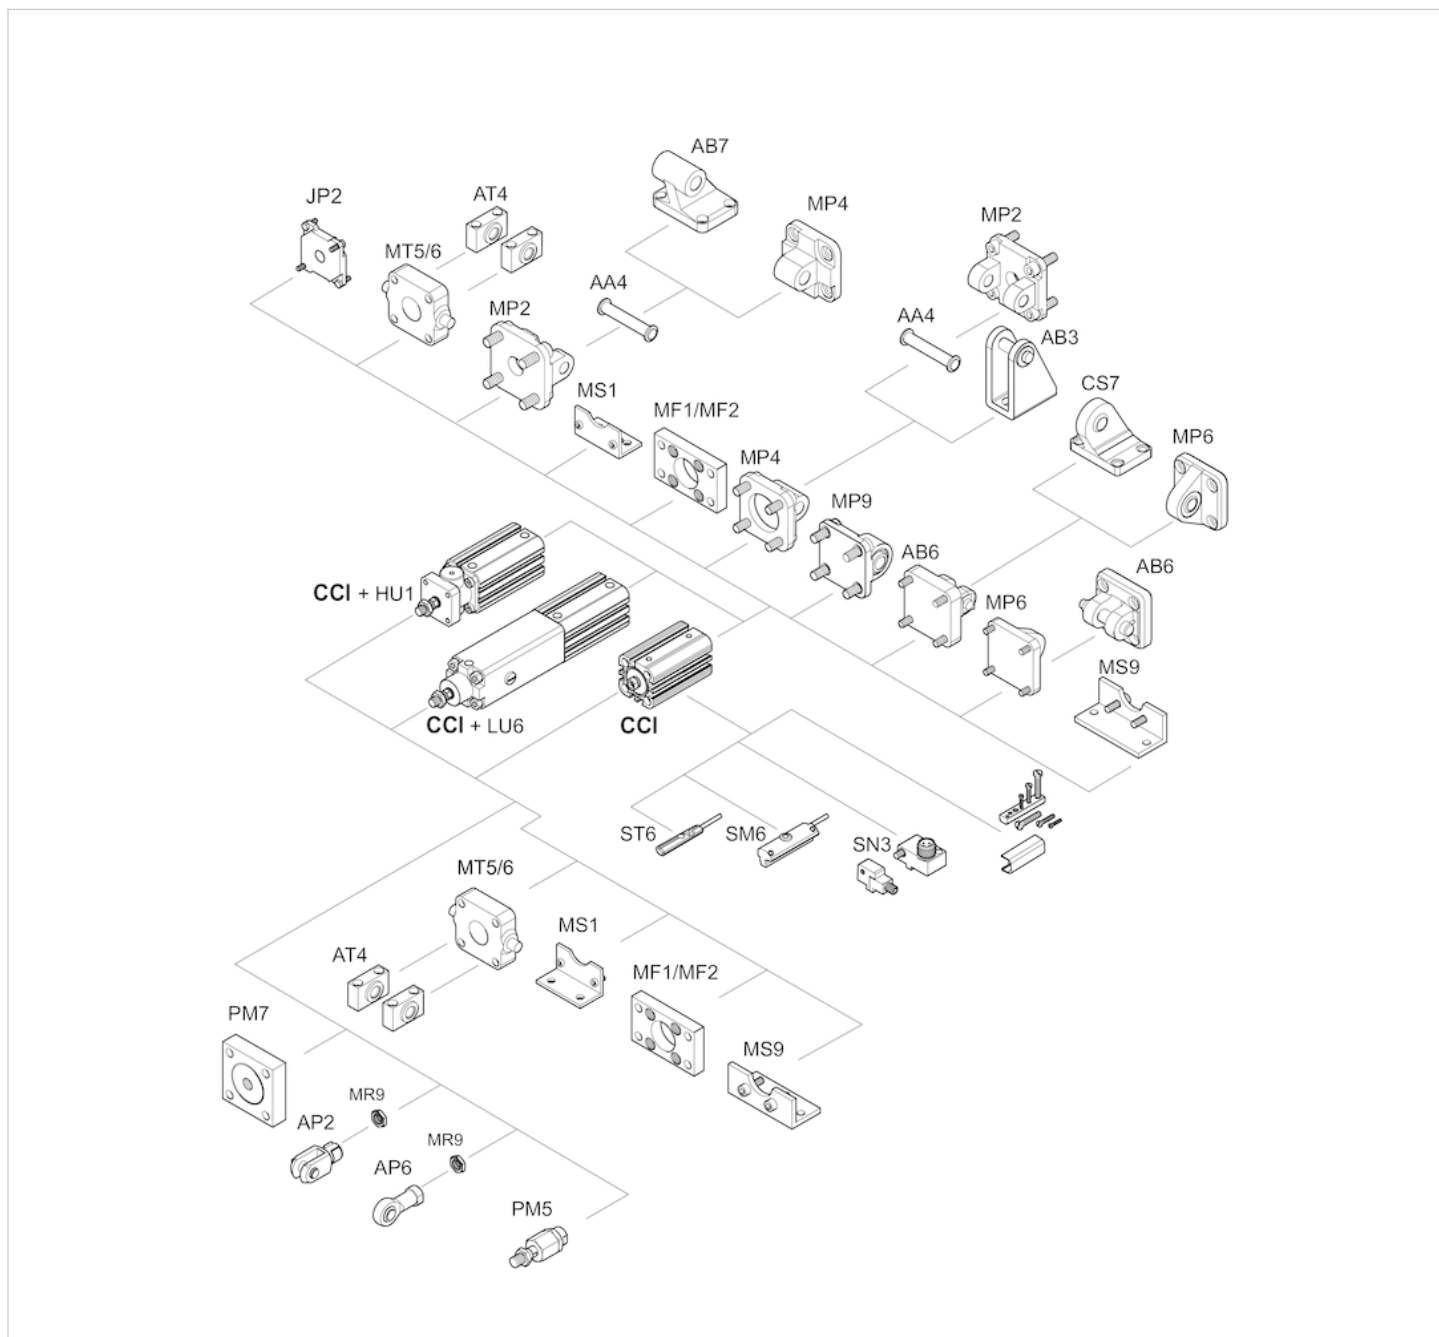 AB7
JP2
AT4
MP4
MP2
MT5/6
AA4
MP2
AA4
AB3
MS1
CS7
MF1/MF2
MP4
MP6
MP9
AB6
AB6
CCI + HU1
MP6
MS9
CCI + LU6
CCI
ST6
SM6
SN3
MT5/6
MS1
AT4
MF1/MF2
PM7
MS9
MR9
AP2
MR9
AP6
PM5